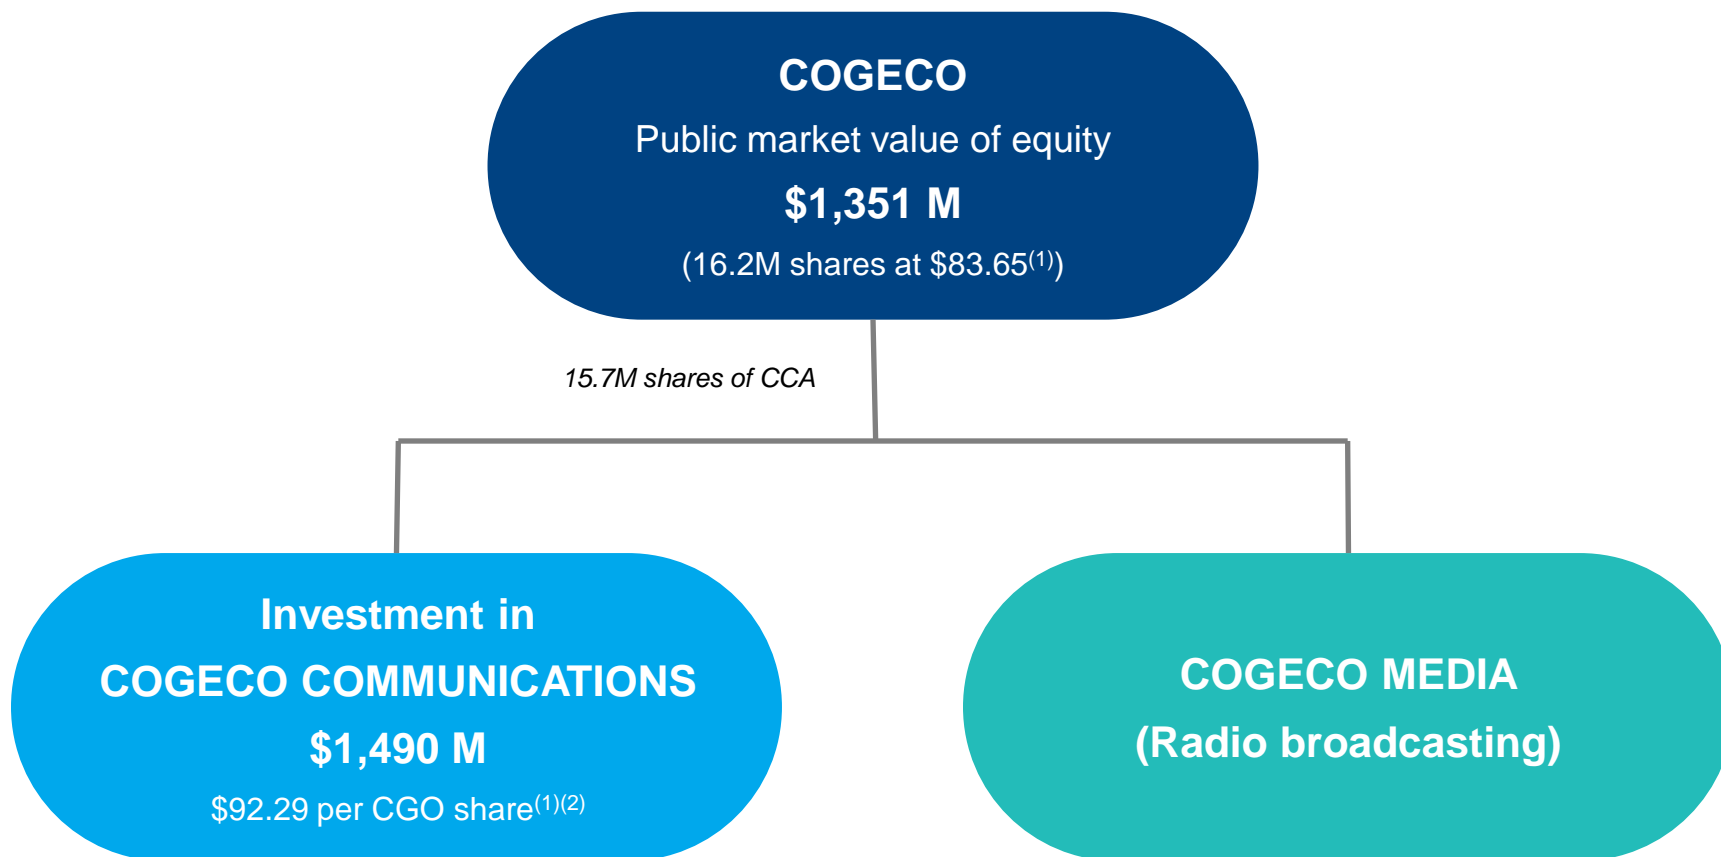 COGECO
Public market value of equity
$1,351 M
(16.2M shares at $83.65(1))
15.7M shares of CCA
Investment in
COGECO COMMUNICATIONS
$1,490 M
$92.29 per CGO share(1)(2)
COGECO MEDIA
(Radio broadcasting)